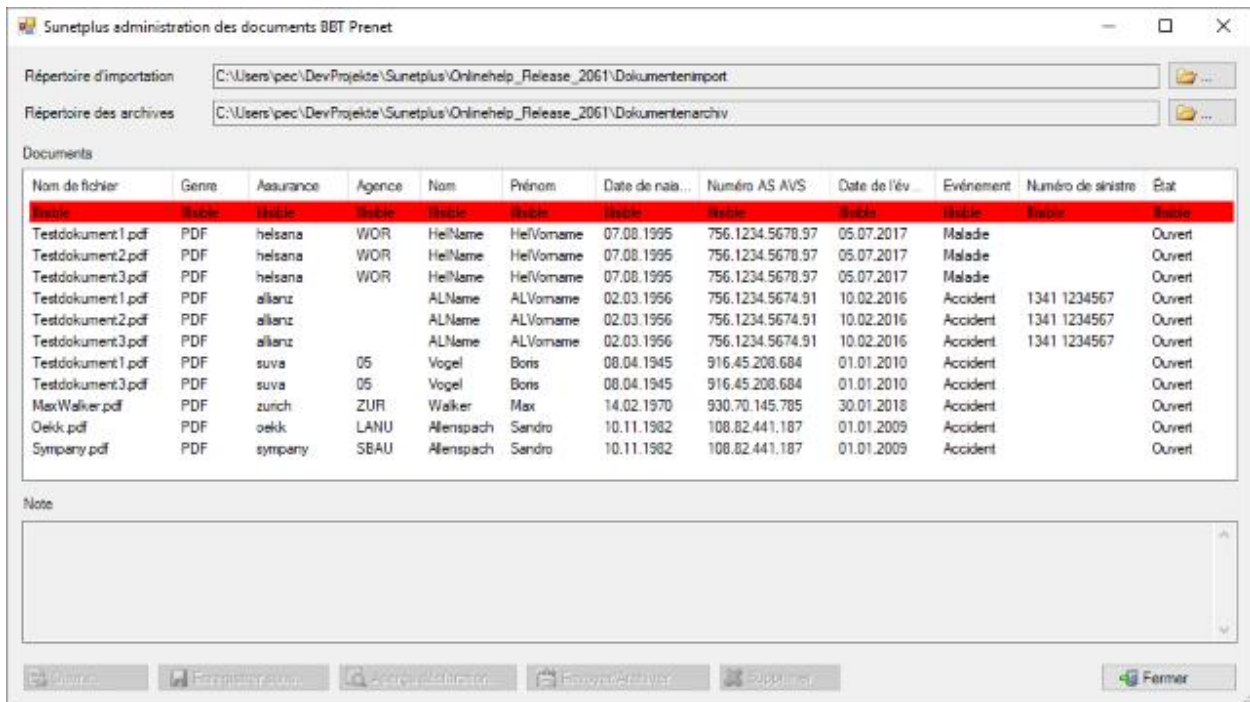 Sunetplus administration des documents BBT Prenet
Répertoire d'importation C:\Users\pec\DevProjekte\Sunetplus\Onlinehelp_Release_2061\Dokumentenimport ...
Répertoire des archives C:\Users\pec\DevProjekte\Sunetplus\Onlinehelp_Release_2061\Dokumentenarchiv ...
Documents
Nom de fichier Genre Assurance Agence Nom Prénom Date de nais... Numéro AS AVS Date de l'év... Evénement Numéro de sinistre État
Illisible Illisible Illisible Illisible Illisible Illisible Illisible Illisible Illisible Illisible Illisible Illisible
Testdokument1.pdf PDF helsana WOR HelName HelVorname 07.08.1995 756.1234.5678.97 05.07.2017 Maladie Ouvert
Testdokument2.pdf PDF helsana WOR HelName HelVorname 07.08.1995 756.1234.5678.97 05.07.2017 Maladie Ouvert
Testdokument3.pdf PDF helsana WOR HelName HelVorname 07.08.1995 756.1234.5678.97 05.07.2017 Maladie Ouvert
Testdokument1.pdf PDF allianz ALName ALVorname 02.03.1956 756.1234.5674.91 10.02.2016 Accident 1341 1234567 Ouvert
Testdokument2.pdf PDF allianz ALName ALVorname 02.03.1956 756.1234.5674.91 10.02.2016 Accident 1341 1234567 Ouvert
Testdokument3.pdf PDF allianz ALName ALVorname 02.03.1956 756.1234.5674.91 10.02.2016 Accident 1341 1234567 Ouvert
Testdokument1.pdf PDF suva 05 Vogel Boris 08.04.1945 916.45.208.684 01.01.2010 Accident Ouvert
Testdokument3.pdf PDF suva 05 Vogel Boris 08.04.1945 916.45.208.684 01.01.2010 Accident Ouvert
MaxWalker.pdf PDF zurich ZUR Walker Max 14.02.1970 930.70.145.785 30.01.2018 Accident Ouvert
Oekk.pdf PDF oekk LANU Allenspach Sandro 10.11.1982 108.82.441.187 01.01.2009 Accident Ouvert
Sympany.pdf PDF sympany SBAU Allenspach Sandro 10.11.1982 108.82.441.187 01.01.2009 Accident Ouvert
Note
Supprimer Fermer